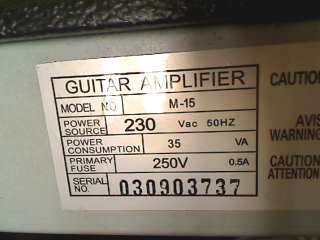 GUITAR AMPLIFIER
MODEL NO M-15
POWER SOURCE 230 Vac 50HZ
POWER CONSUMPTION 35 VA
PRIMARY FUSE 250V 0.5A
SERIAL NO. 030903737
CAUTION
AVIS
WARNING
CAUTION
ATTENTION